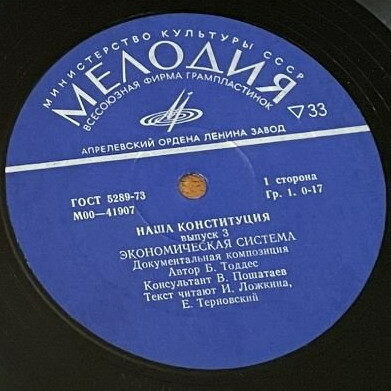 МИНИСТЕРСТВО КУЛЬТУРЫ СССР
МЕЛОДИЯ
ВСЕСОЮЗНАЯ ФИРМА ГРАМПЛАСТИНОК
▷33
АПРЕЛЕВСКИЙ ОРДЕНА ЛЕНИНА ЗАВОД
ГОСТ 5289-73
М00—41907
1 сторона
Гр. 1. 0-17
НАША КОНСТИТУЦИЯ
выпуск 3
ЭКОНОМИЧЕСКАЯ СИСТЕМА
Документальная композиция
Автор Б. Тоддес
Консультант В. Пошатаев
Текст читают И. Ложкина,
Е. Терновский